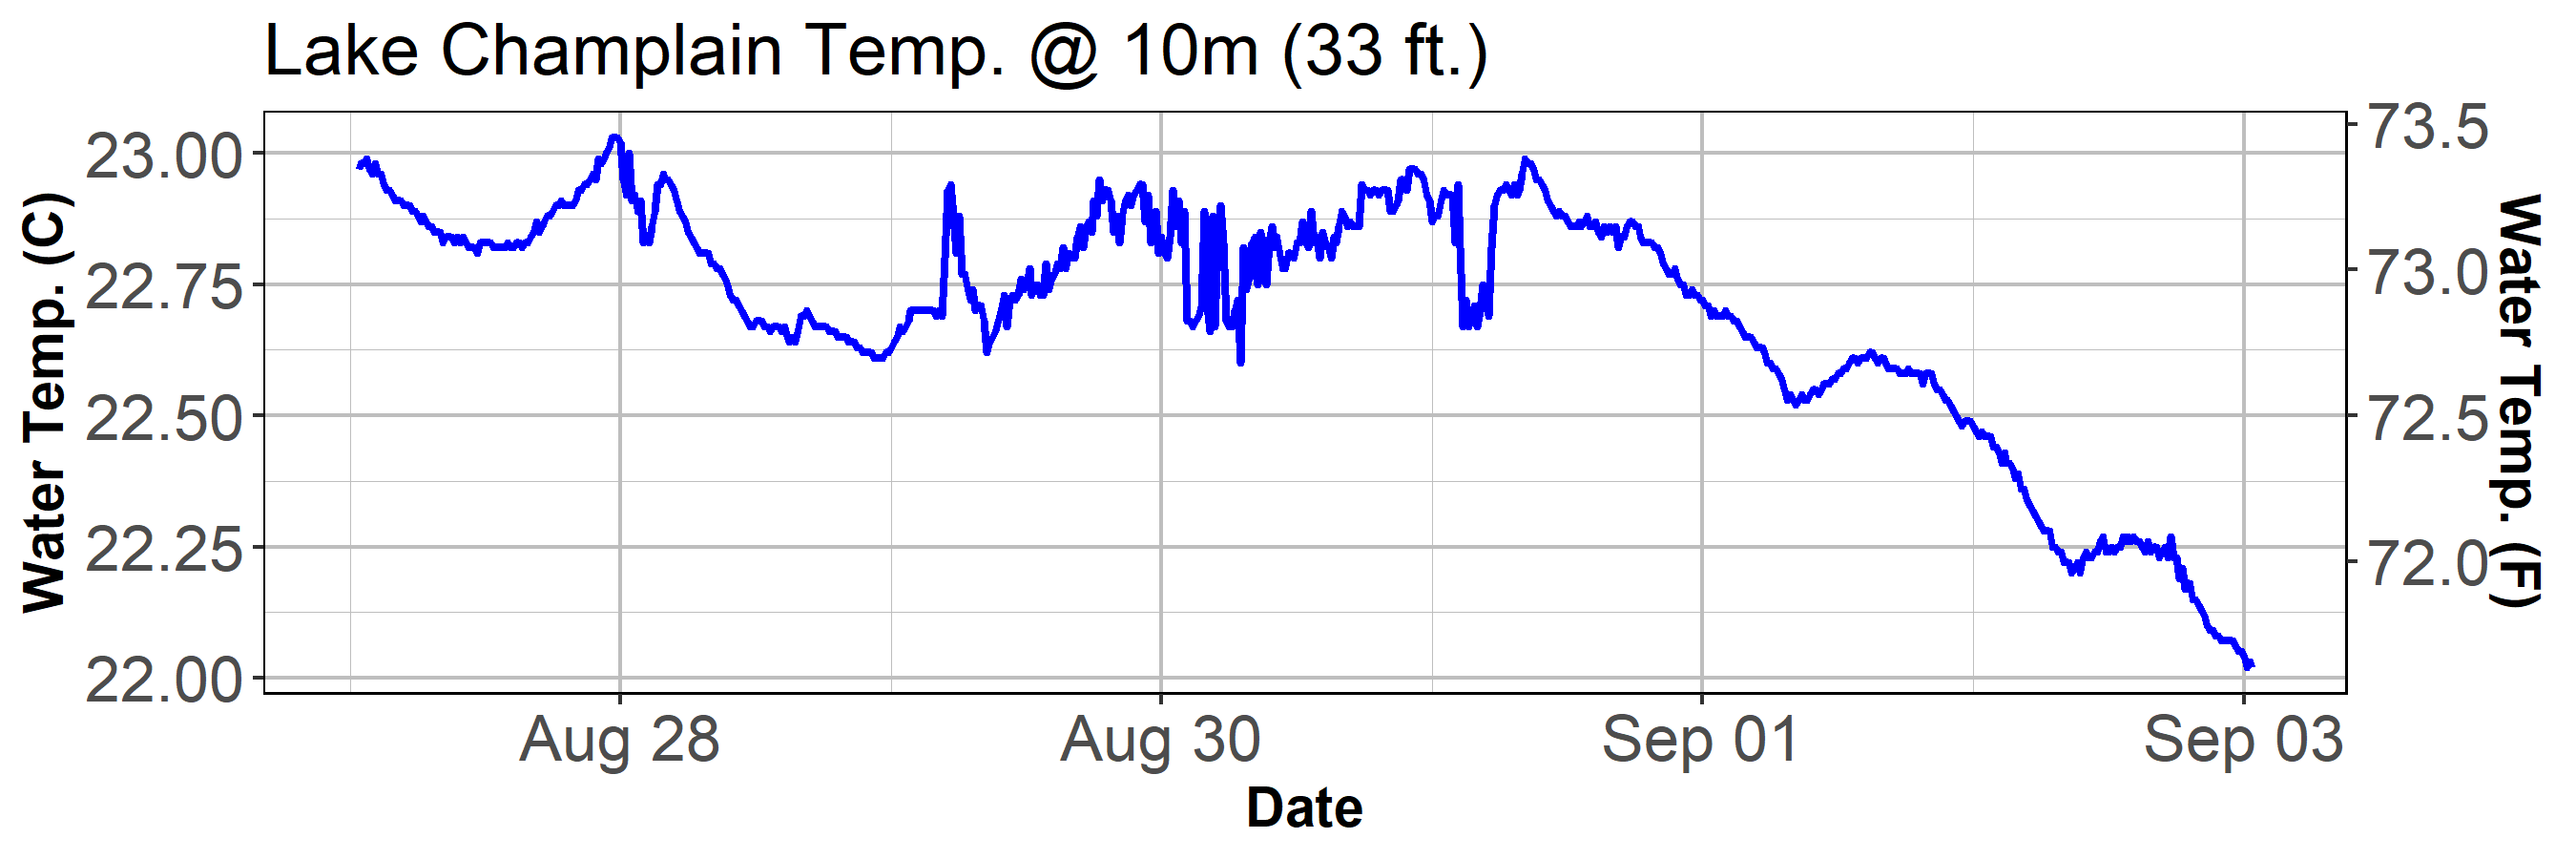 Lake Champlain Temp. @ 10m (33 ft.)
Water Temp. (C)
23.00
22.75
22.50
22.25
22.00
73.5
73.0
72.5
72.0
Water Temp. (F)
Aug 28
Aug 30
Sep 01
Sep 03
Date